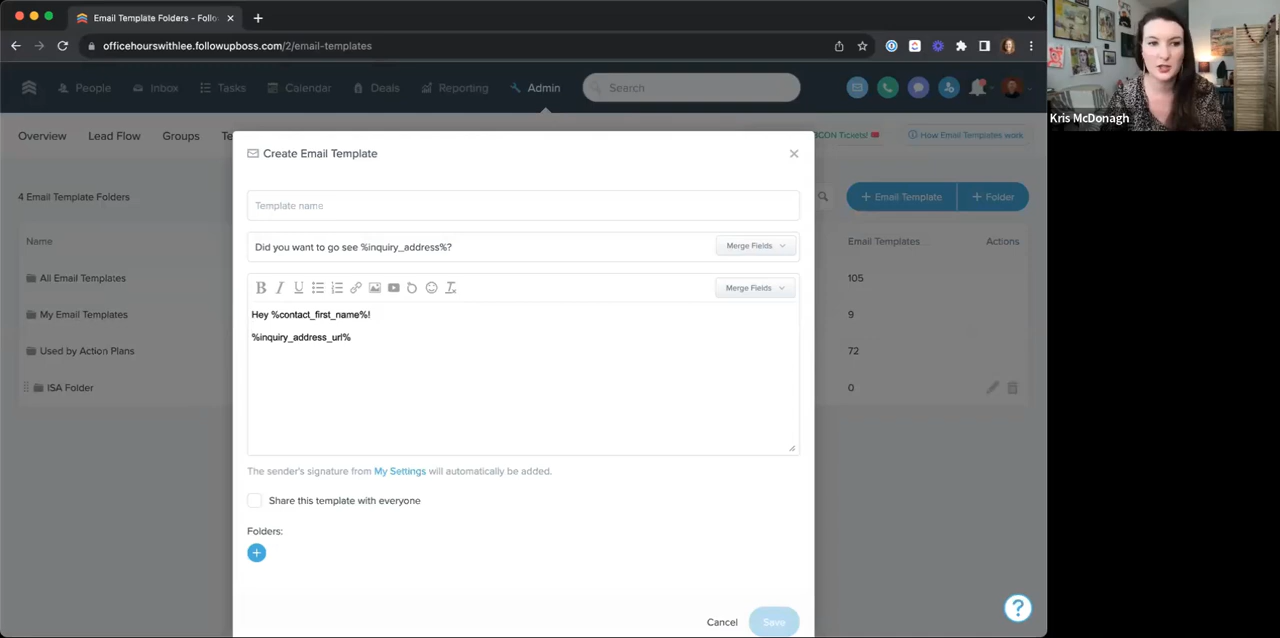 Email Template Folders - Follo
officehourswithlee.followupboss.com/2/email-templates
People Inbox Tasks Calendar Deals Reporting Admin Search
Kris McDonagh
Overview Lead Flow Groups Te CON Tickets! How Email Templates work
Create Email Template
4 Email Template Folders + Email Template + Folder
Template name
Name Email Templates Actions
Did you want to go see %inquiry_address%? Merge Fields
All Email Templates 105
B I U Merge Fields
My Email Templates 9
Hey %contact_first_name%!
%inquiry_address_url%
Used by Action Plans 72
ISA Folder 0
The sender's signature from My Settings will automatically be added.
Share this template with everyone
Folders:
+
Cancel Save
?